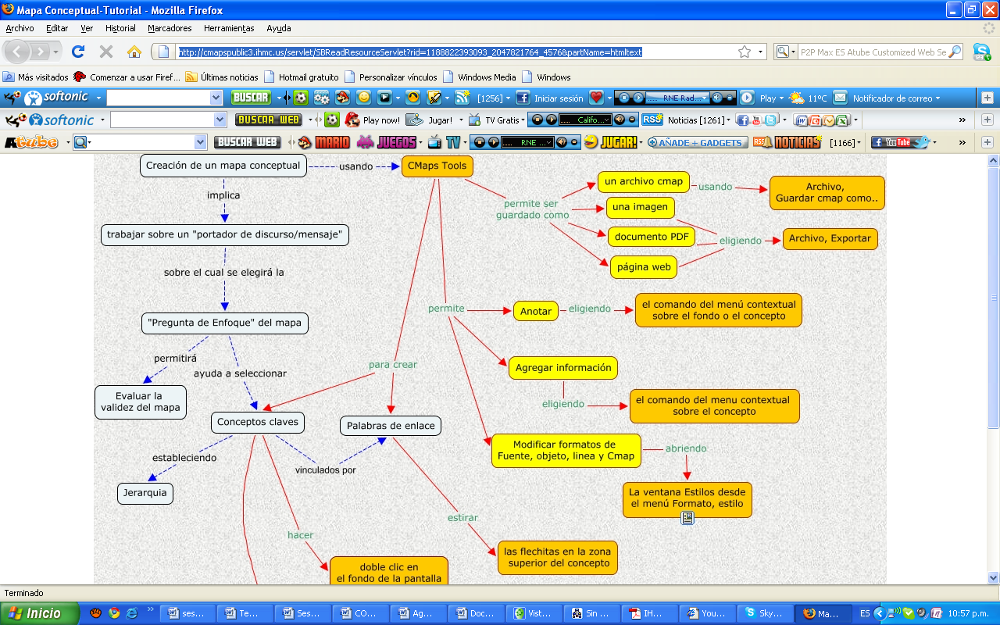 Mapa Conceptual-Tutorial - Mozilla Firefox
Archivo Editar Ver Historial Marcadores Herramientas Ayuda
http://cmapspublic3.ihmc.us/servlet/SBReadResourceServlet?rid=1188822393093_2047821764_4576&partName=htmltext
P2P Max ES Atube Customized Web Se
Más visitados Comenzar a usar Firef... Últimas noticias Hotmail gratuito Personalizar vínculos Windows Media Windows
softonic BUSCAR [1256] Iniciar sesión RNE Rad... Play 11ºC Notificador de correo
softonic BUSCAR WEB Play now! Jugar! TV Gratis Califo... RSS Noticias [1261] »
Atube BUSCAR WEB MARIO JUEGOS TV RNE ... ¡JUGAR! AÑADE + GADGETS NOTICIAS [1166] YouTube »
Creación de un mapa conceptual
usando
CMaps Tools
implica
trabajar sobre un "portador de discurso/mensaje"
sobre el cual se elegirá la
"Pregunta de Enfoque" del mapa
permitirá
ayuda a seleccionar
Evaluar la
validez del mapa
Conceptos claves
estableciendo
Jerarquia
vinculados por
Palabras de enlace
para crear
hacer
doble clic en
el fondo de la pantalla
estirar
las flechitas en la zona
superior del concepto
permite ser
guardado como
un archivo cmap
usando
Archivo,
Guardar cmap como..
una imagen
documento PDF
página web
eligiendo
Archivo, Exportar
permite
Anotar
eligiendo
el comando del menú contextual
sobre el fondo o el concepto
Agregar información
eligiendo
el comando del menu contextual
sobre el concepto
Modificar formatos de
Fuente, objeto, linea y Cmap
abriendo
La ventana Estilos desde
el menú Formato, estilo
Terminado
Inicio » ses... Te... Ses... CO... Ag... Doc... Vist... Sin ... IH... You... Sky... Ma... ES 10:57 p.m.